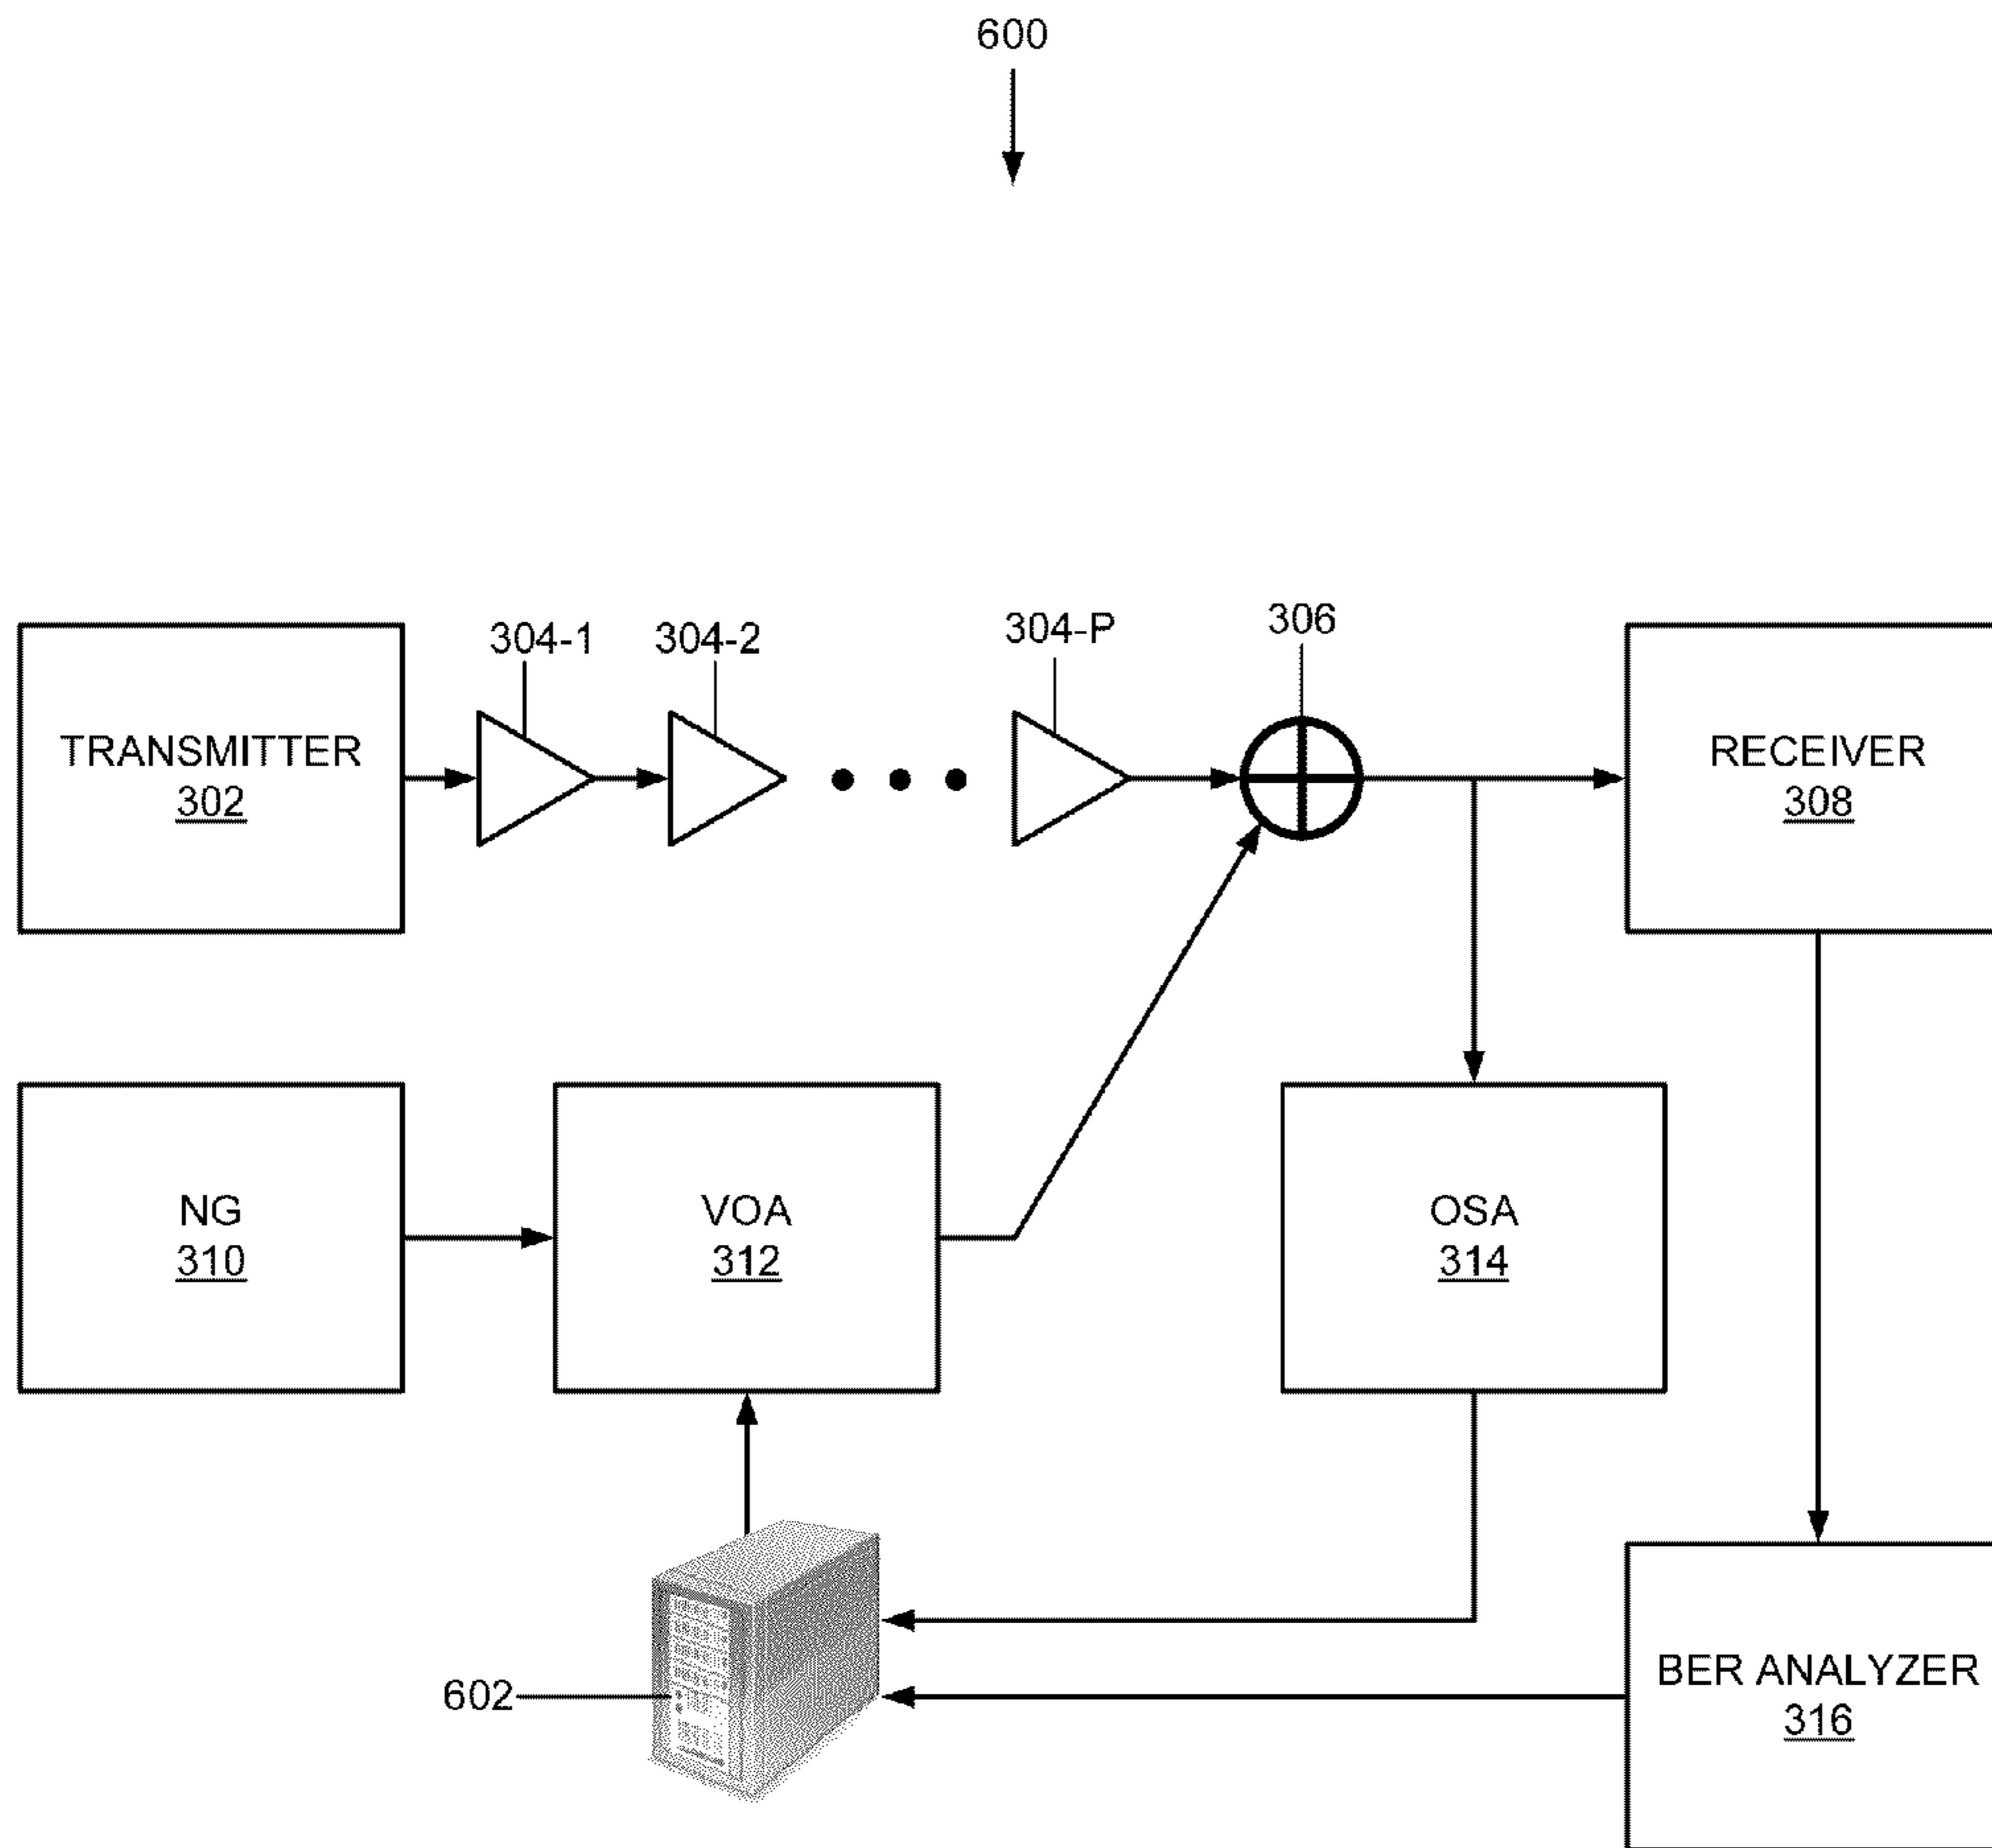 600
304-1
304-2
304-P
306
TRANSMITTER
302
RECEIVER
308
NG
310
VOA
312
OSA
314
602
BER ANALYZER
316